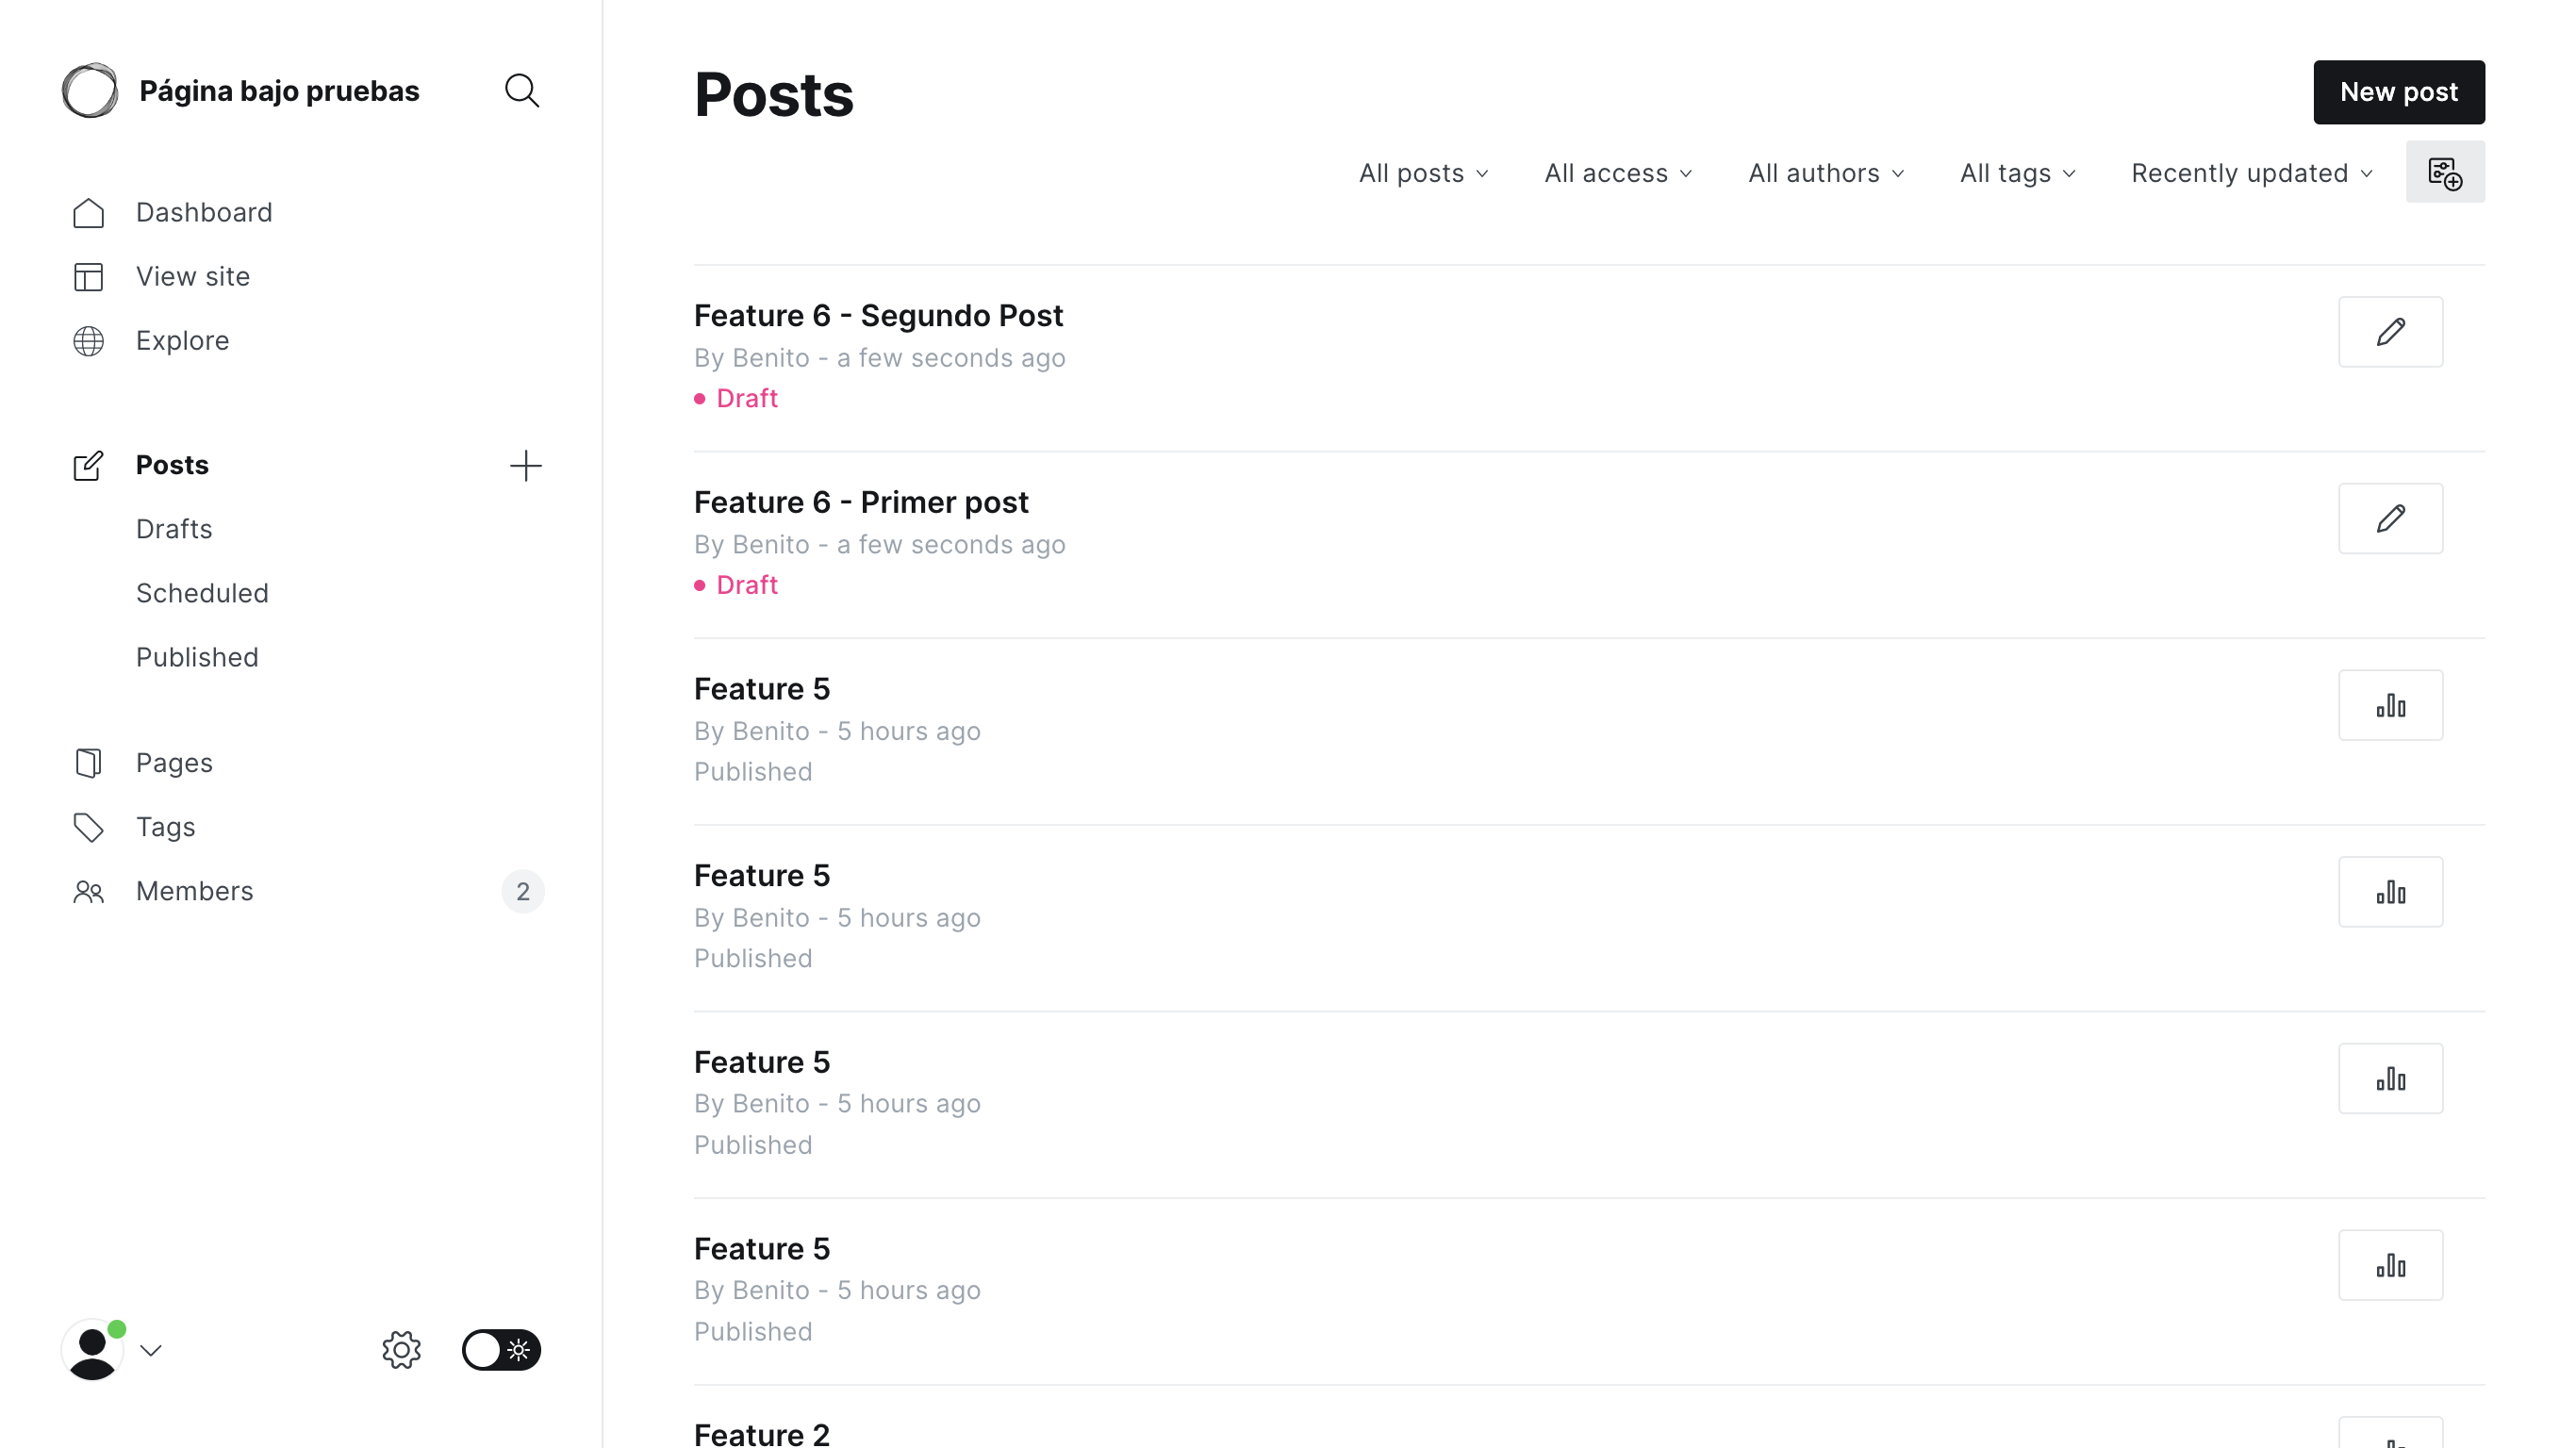 Página bajo pruebas
Dashboard
View site
Explore
Posts
Drafts
Scheduled
Published
Pages
Tags
Members 2
Posts
New post
All posts All access All authors All tags Recently updated
Feature 6 - Segundo Post
By Benito - a few seconds ago
Draft
Feature 6 - Primer post
By Benito - a few seconds ago
Draft
Feature 5
By Benito - 5 hours ago
Published
Feature 5
By Benito - 5 hours ago
Published
Feature 5
By Benito - 5 hours ago
Published
Feature 5
By Benito - 5 hours ago
Published
Feature 2